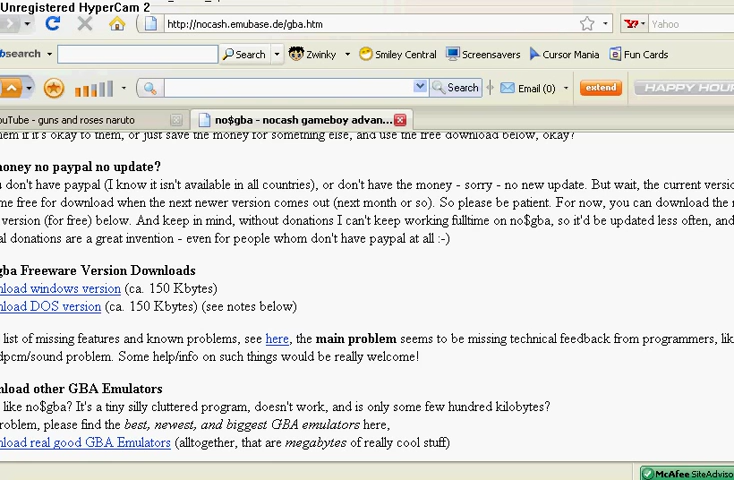 Unregistered HyperCam 2
http://nocash.emubase.de/gba.htm
Yahoo
search
Search
Zwinky
Smiley Central
Screensavers
Cursor Mania
Fun Cards
Search
Email (0)
extend
HAPPY HOUR
YouTube - guns and roses naruto
no$gba - nocash gameboy advan...
them if it's okay to them, or just save the money for something else, and use the free download below, okay?
money no paypal no update?
don't have paypal (I know it isn't available in all countries), or don't have the money - sorry - no new update. But wait, the current versi
me free for download when the next newer version comes out (next month or so). So please be patient. For now, you can download the
version (for free) below. And keep in mind, without donations I can't keep working fulltime on no$gba, so it'd be updated less often, and
al donations are a great invention - even for people whom don't have paypal at all :-)
gba Freeware Version Downloads
nload windows version (ca. 150 Kbytes)
nload DOS version (ca. 150 Kbytes) (see notes below)
list of missing features and known problems, see here, the main problem seems to be missing technical feedback from programmers, lik
dpcm/sound problem. Some help/info on such things would be really welcome!
nload other GBA Emulators
like no$gba? It's a tiny silly cluttered program, doesn't work, and is only some few hundred kilobytes?
roblem, please find the best, newest, and biggest GBA emulators here,
nload real good GBA Emulators (alltogether, that are megabytes of really cool stuff)
McAfee SiteAdviso